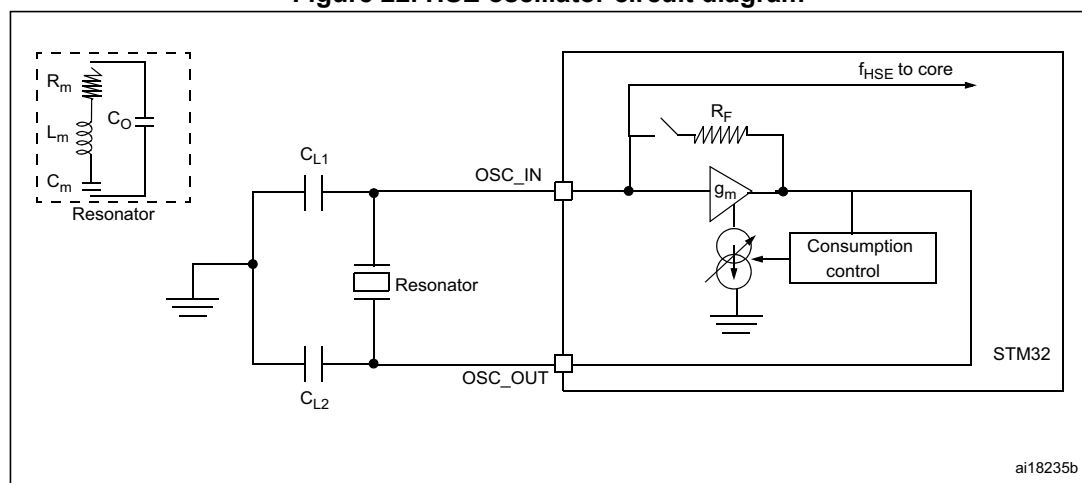 Figure 22. HSE oscillator circuit diagram
R_m
L_m
C_O
C_m
Resonator
f_HSE to core
R_F
C_L1
OSC_IN
g_m
Consumption
control
Resonator
STM32
OSC_OUT
C_L2
ai18235b